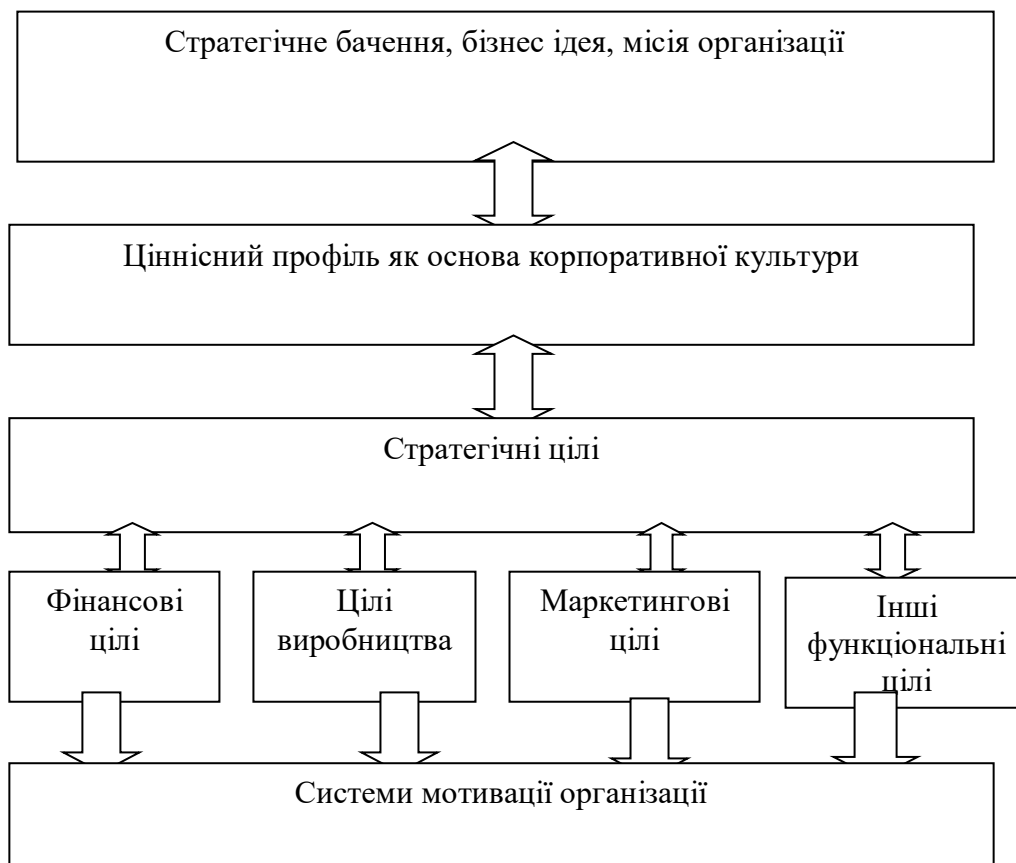 Стратегічне бачення, бізнес ідея, місія організації
Ціннісний профіль як основа корпоративної культури
Стратегічні цілі
Фінансові
цілі
Цілі
виробництва
Маркетингові
цілі
Інші
функціональні
цілі
Системи мотивації організації